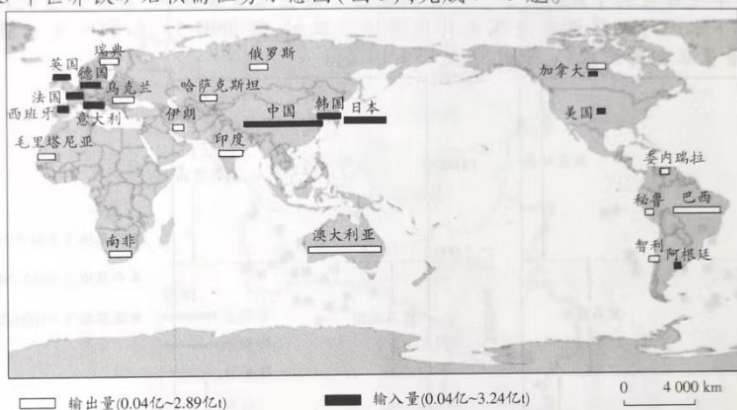 瑞典
俄罗斯
英国
德国
加拿大
法国
乌克兰
哈萨克斯坦
韩国
日本
中国
美国
西班牙
意大利
伊朗
毛里塔尼亚
印度
委内瑞拉
秘鲁
巴西
南非
澳大利亚
智利
阿根廷
输出量(0.04亿~2.89亿t)
输入量(0.04亿~3.24亿t)
0 4 000 km